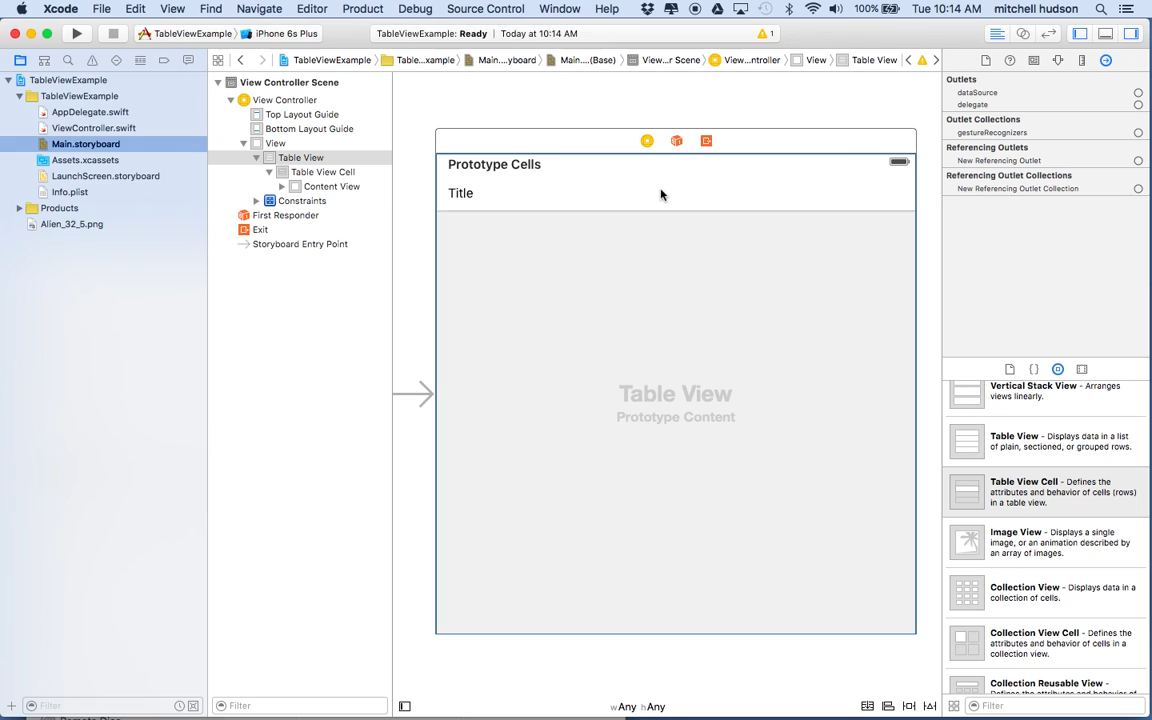 Xcode File Edit View Find Navigate Editor Product Debug Source Control Window Help 100% Tue 10:14 AM mitchell hudson
TableViewExample iPhone 6s Plus TableViewExample: Ready Today at 10:14 AM 1
TableViewExample Tabl...xample Main....yboard Main....(Base) View...r Scene View...ntroller View Table View
TableViewExample
TableViewExample
AppDelegate.swift
ViewController.swift
Main.storyboard
Assets.xcassets
LaunchScreen.storyboard
Info.plist
Products
Alien_32_5.png
View Controller Scene
View Controller
Top Layout Guide
Bottom Layout Guide
View
Table View
Table View Cell
Content View
Constraints
First Responder
Exit
Storyboard Entry Point
Prototype Cells
Title
Table View
Prototype Content
Outlets
dataSource
delegate
Outlet Collections
gestureRecognizers
Referencing Outlets
New Referencing Outlet
Referencing Outlet Collections
New Referencing Outlet Collection
Vertical Stack View - Arranges
views linearly.
Table View - Displays data in a list
of plain, sectioned, or grouped rows.
Table View Cell - Defines the
attributes and behavior of cells (rows)
in a table view.
Image View - Displays a single
image, or an animation described by
an array of images.
Collection View - Displays data in a
collection of cells.
Collection View Cell - Defines the
attributes and behavior of cells in a
collection view.
Collection Reusable View -
Filter Filter wAny hAny Filter